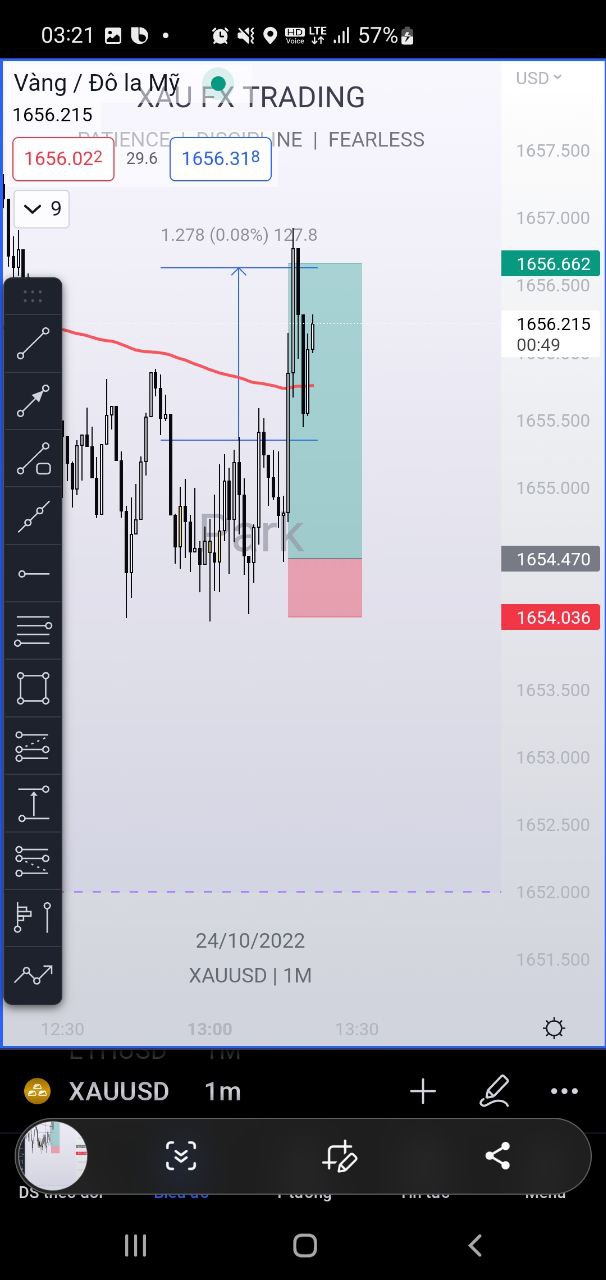 03:21
HD Voice LTE 57%
Vàng / Đô la Mỹ
USD
XAU FX TRADING
1656.215
PATIENCE | DISCIPLINE | FEARLESS
1656.022 29.6 1656.318
1657.500
9
1657.000
1.278 (0.08%) 127.8
1656.662
1656.500
1656.215
00:49
1655.500
1655.000
Park
1654.470
1654.036
1653.500
1653.000
1652.500
1652.000
24/10/2022
1651.500
XAUUSD | 1M
12:30 13:00 13:30
ETHUSD 1M
XAUUSD 1m
DS theo dõi Biểu đồ Ý tưởng Tin tức Menu